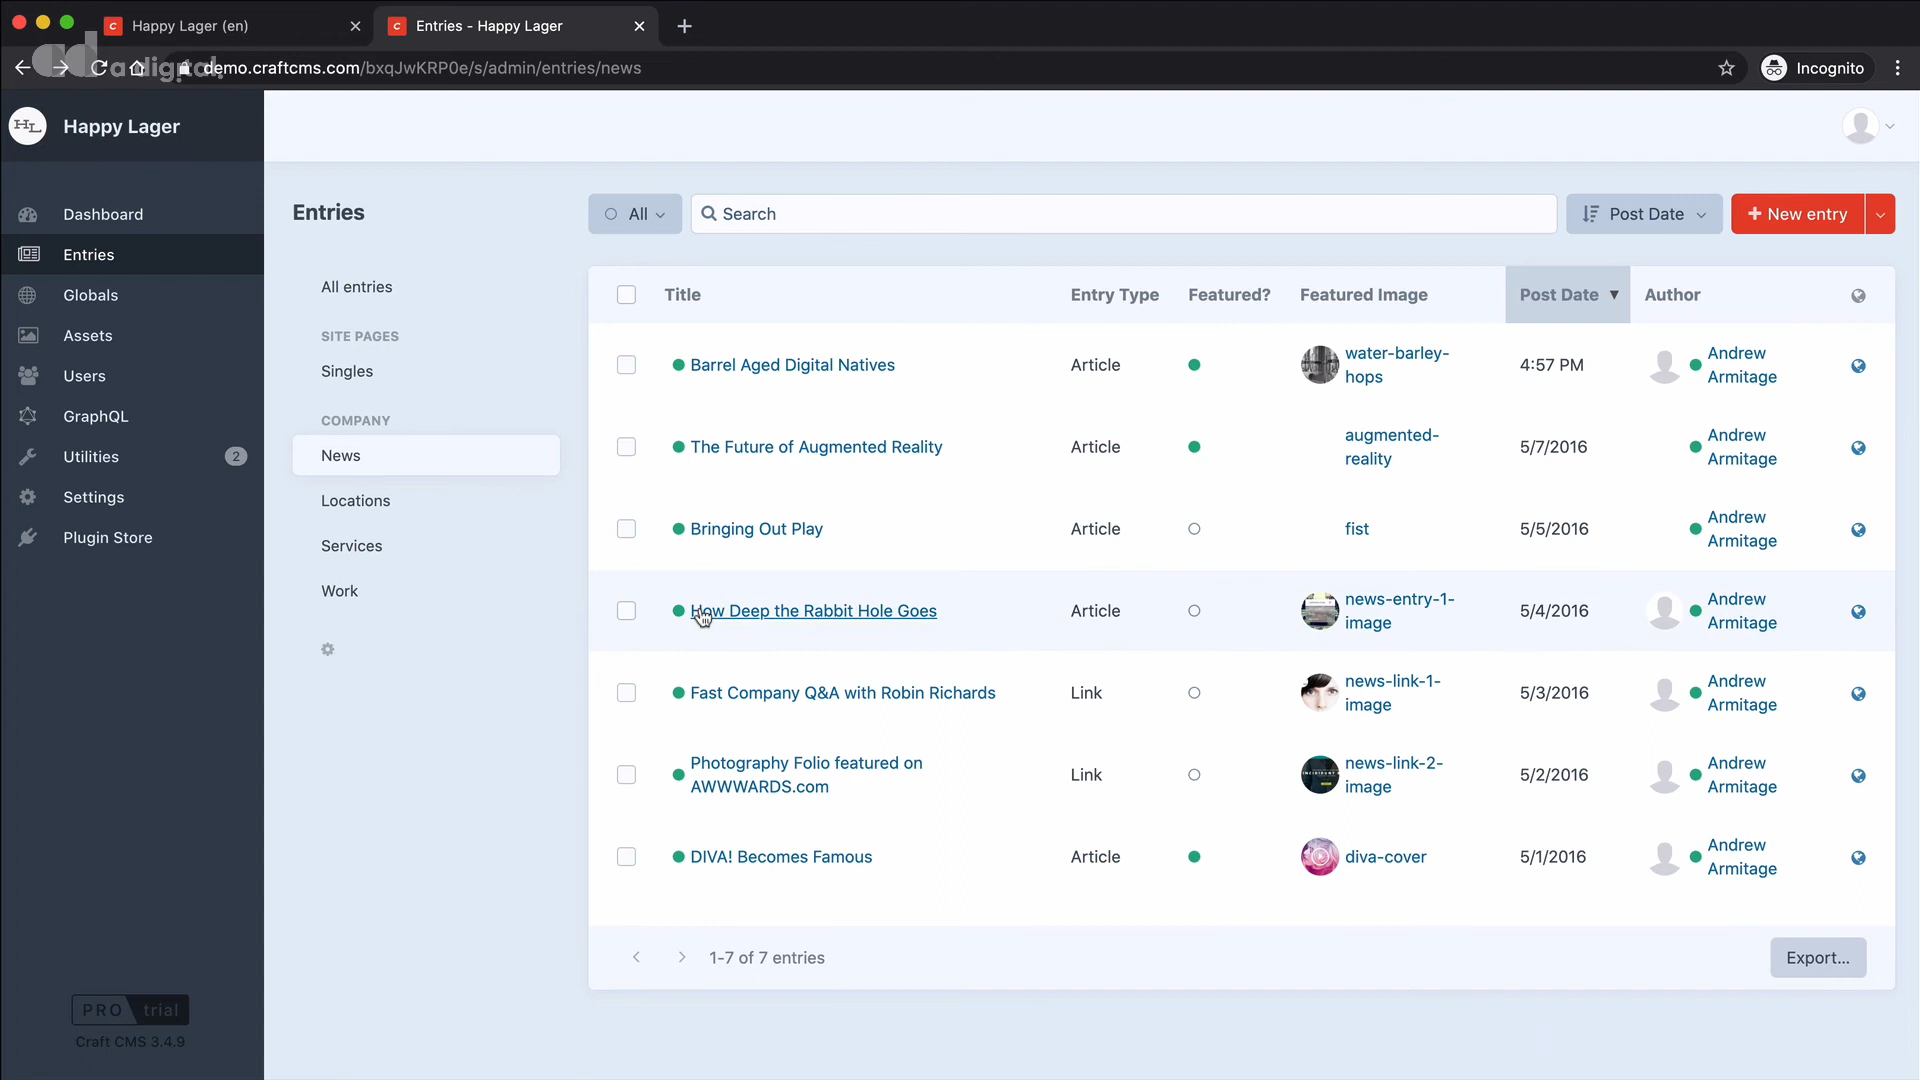 Happy Lager (en)
Entries - Happy Lager
adigital
demo.craftcms.com/bxqJwKRP0e/s/admin/entries/news
Incognito
HL
Happy Lager
Dashboard
Entries
Globals
Assets
Users
GraphQL
Utilities
2
Settings
Plugin Store
PRO trial
Craft CMS 3.4.9
Entries
All entries
SITE PAGES
Singles
COMPANY
News
Locations
Services
Work
All
Search
Post Date
New entry
Title Entry Type Featured? Featured Image Post Date Author
Barrel Aged Digital Natives Article water-barley-
hops 4:57 PM Andrew
Armitage
The Future of Augmented Reality Article augmented-
reality 5/7/2016 Andrew
Armitage
Bringing Out Play Article fist 5/5/2016 Andrew
Armitage
How Deep the Rabbit Hole Goes Article news-entry-1-
image 5/4/2016 Andrew
Armitage
Fast Company Q&A with Robin Richards Link news-link-1-
image 5/3/2016 Andrew
Armitage
Photography Folio featured on
AWWWARDS.com Link news-link-2-
image 5/2/2016 Andrew
Armitage
DIVA! Becomes Famous Article diva-cover 5/1/2016 Andrew
Armitage
1-7 of 7 entries
Export...